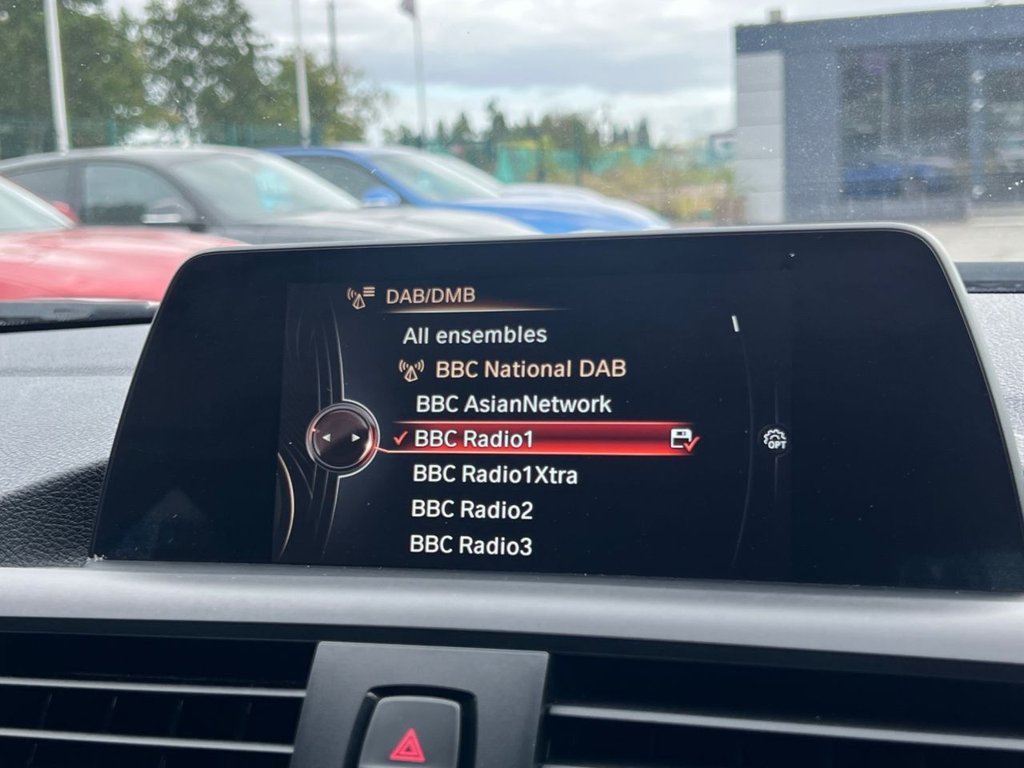 DAB/DMB
All ensembles
BBC National DAB
BBC AsianNetwork
BBC Radio1
OPT
BBC Radio1Xtra
BBC Radio2
BBC Radio3